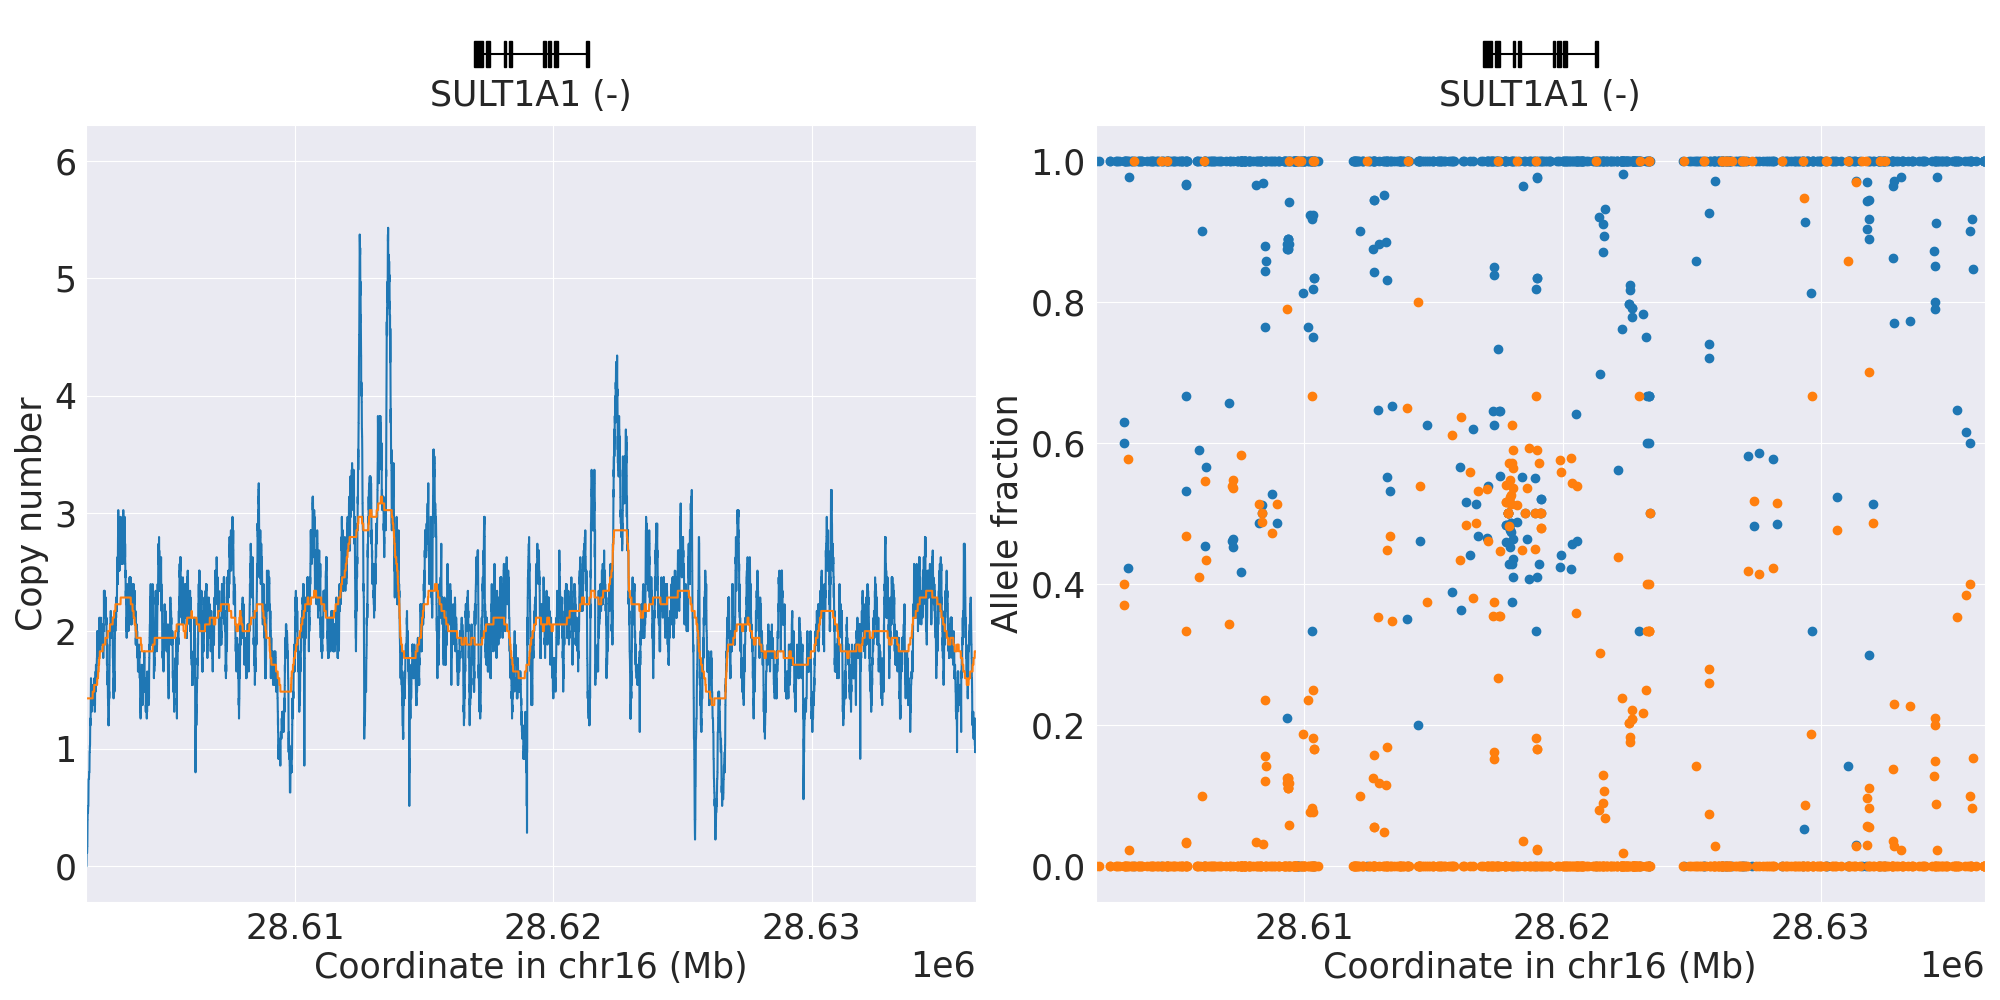 SULT1A1 (-)
Copy number
6
5
4
3
2
1
0
28.61
28.62
28.63
Coordinate in chr16 (Mb)
1e6
SULT1A1 (-)
Allele fraction
1.0
0.8
0.6
0.4
0.2
0.0
28.61
28.62
28.63
Coordinate in chr16 (Mb)
1e6